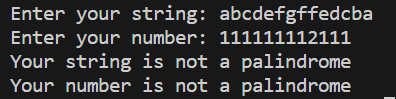 Enter your string: abcdefgffedcba
Enter your number: 111111112111
Your string is not a palindrome
Your number is not a palindrome